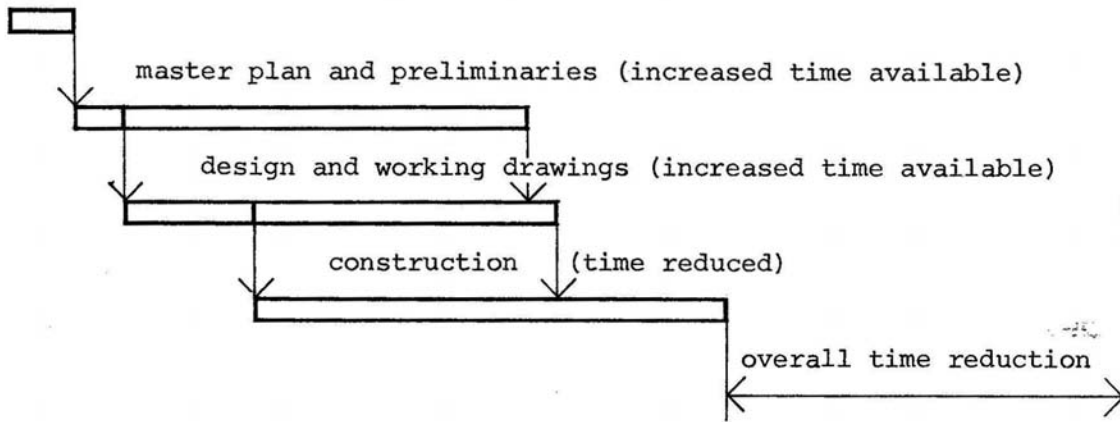 master plan and preliminaries (increased time available)
design and working drawings (increased time available)
construction (time reduced)
overall time reduction